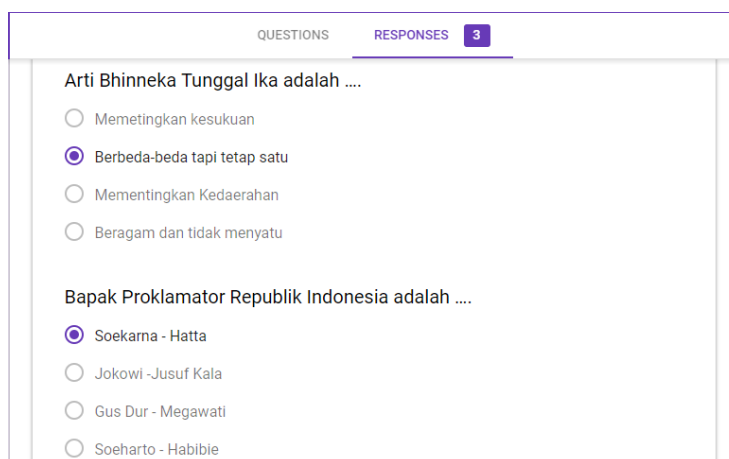 QUESTIONS RESPONSES 3
Arti Bhinneka Tunggal Ika adalah ....
Memetingkan kesukuan
Berbeda-beda tapi tetap satu
Mementingkan Kedaerahan
Beragam dan tidak menyatu
Bapak Proklamator Republik Indonesia adalah ....
Soekarna - Hatta
Jokowi -Jusuf Kala
Gus Dur - Megawati
Soeharto - Habibie